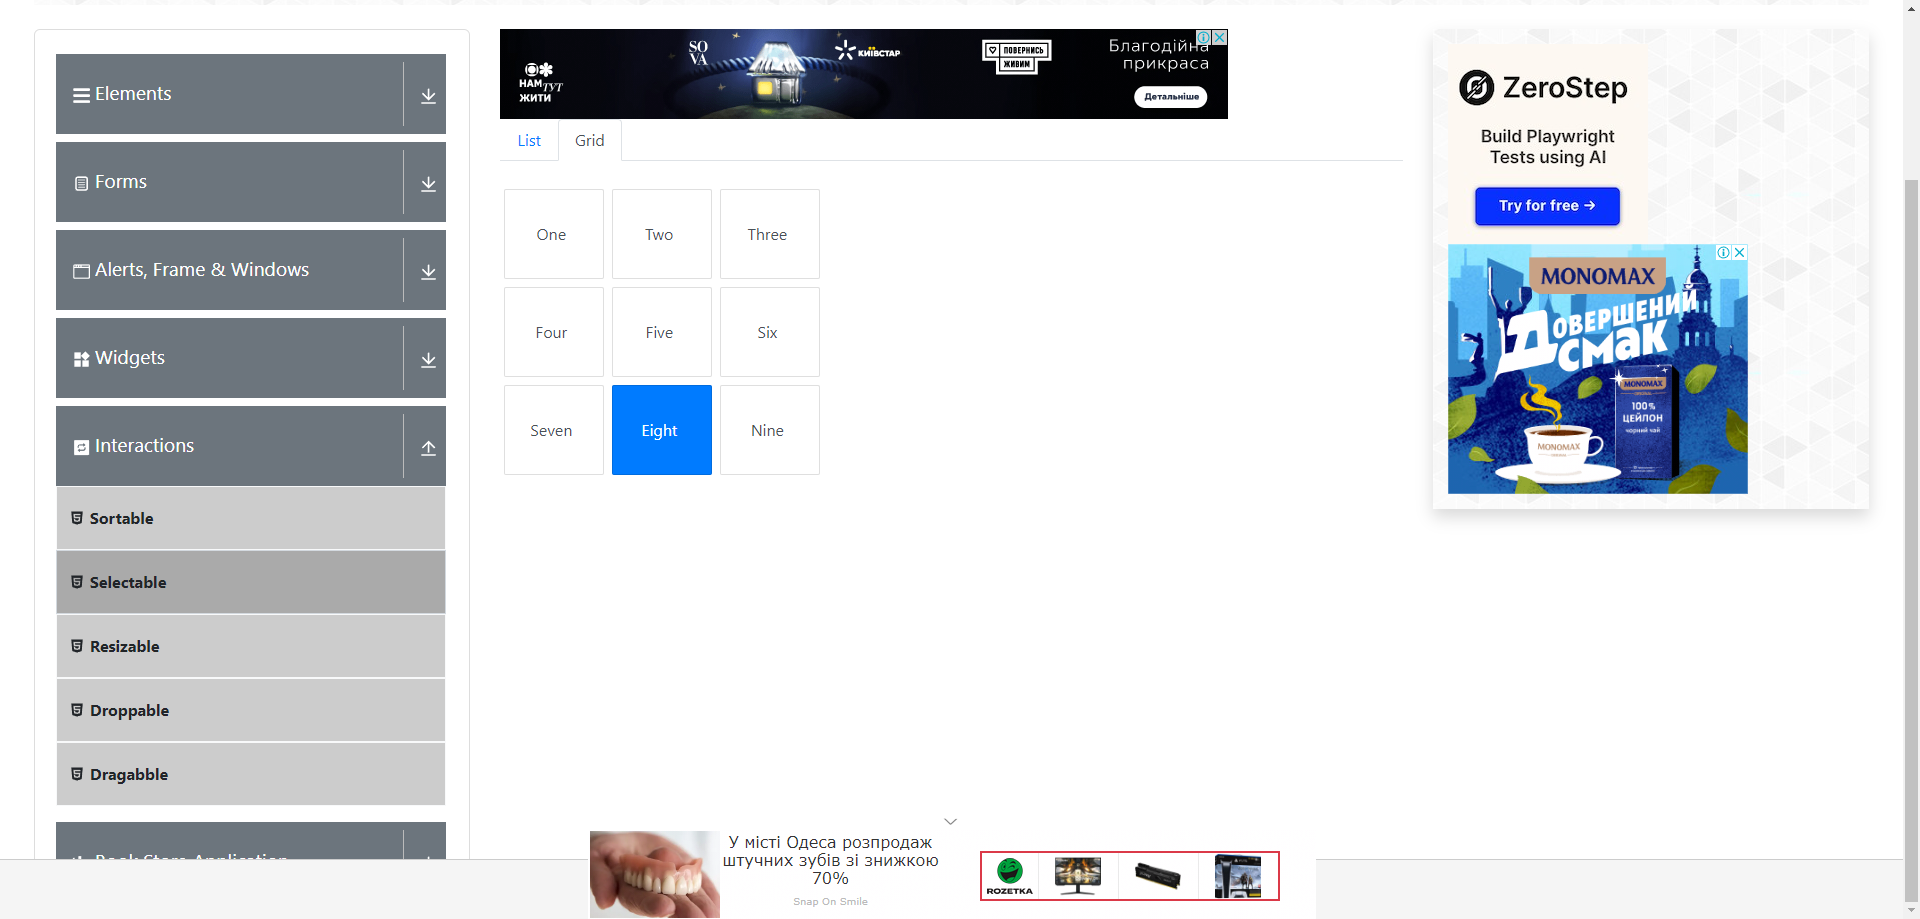 Elements
Forms
Alerts, Frame & Windows
Widgets
Interactions
Sortable
Selectable
Resizable
Droppable
Dragabble
Book Store Application
НАМ ТУТ
ЖИТИ
SO
VA
КИЇВСТАР
ПОВЕРНИСЬ
ЖИВИМ
Благодійна
прикраса
Детальніше
List
Grid
One
Two
Three
Four
Five
Six
Seven
Eight
Nine
ZeroStep
Build Playwright
Tests using AI
Try for free →
MONOMAX
ДОВЕРШЕНИЙ
СМАК
MONOMAX
100%
ЦЕЙЛОН
чорний чай
MONOMAX
У місті Одеса розпродаж
штучних зубів зі знижкою
70%
Snap On Smile
ROZETKA